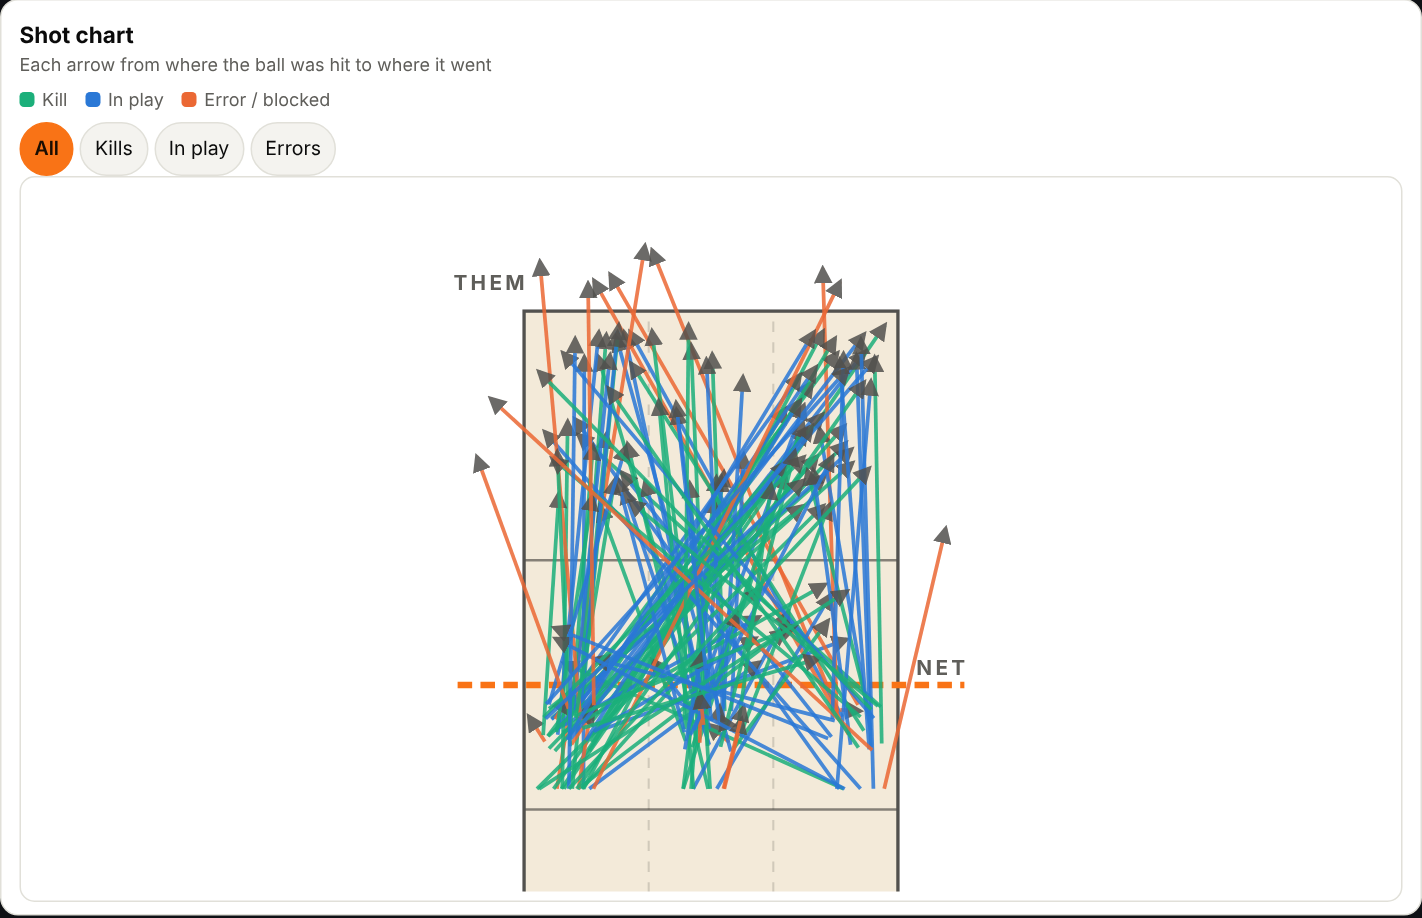 Shot chart
Each arrow from where the ball was hit to where it went
Kill In play Error / blocked
All Kills In play Errors
THEM
NET